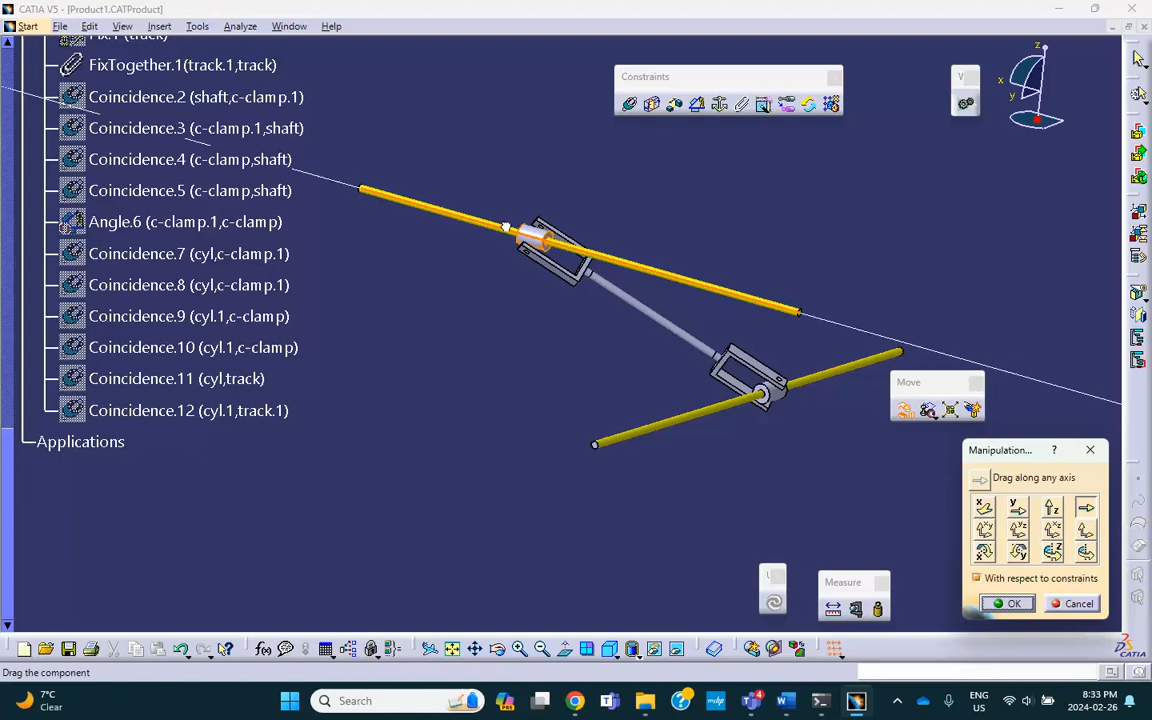 CATIA V5 - [Product1.CATProduct]
Start File Edit View Insert Tools Analyze Window Help
Fix.1 (track)
FixTogether.1(track.1,track)
Coincidence.2 (shaft,c-clamp.1)
Coincidence.3 (c-clamp.1,shaft)
Coincidence.4 (c-clamp,shaft)
Coincidence.5 (c-clamp,shaft)
Angle.6 (c-clamp.1,c-clamp)
Coincidence.7 (cyl,c-clamp.1)
Coincidence.8 (cyl,c-clamp.1)
Coincidence.9 (cyl.1,c-clamp)
Coincidence.10 (cyl.1,c-clamp)
Coincidence.11 (cyl,track)
Coincidence.12 (cyl.1,track.1)
Applications
Constraints
V
z
x
y
Move
Manipulation... ? 
Drag along any axis
With respect to constraints
OK Cancel
U
Measure
Drag the component
7°C
Clear
Search
4
ENG
US
8:33 PM
2024-02-26